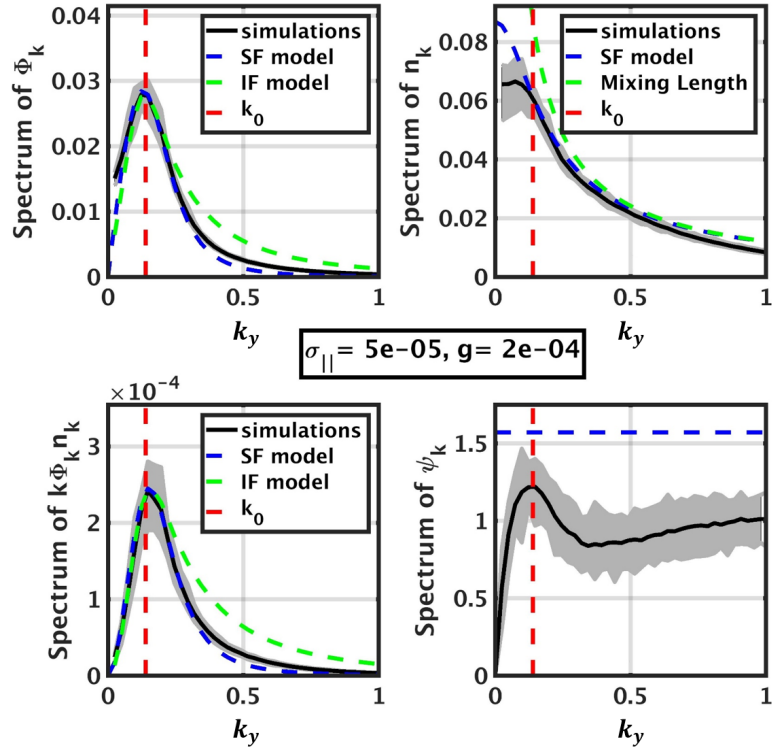 Spectrum of Φk
0.04
0.03
0.02
0.01
0
0
0.5
1
ky
simulations
SF model
IF model
k0
Spectrum of nk
0.08
0.06
0.04
0.02
0
0
0.5
1
ky
simulations
SF model
Mixing Length
k0
σ||= 5e-05, g= 2e-04
×10⁻⁴
Spectrum of kΦknk
3
2
1
0
0
0.5
1
ky
simulations
SF model
IF model
k0
Spectrum of ψk
1.5
1
0.5
0
0
0.5
1
ky